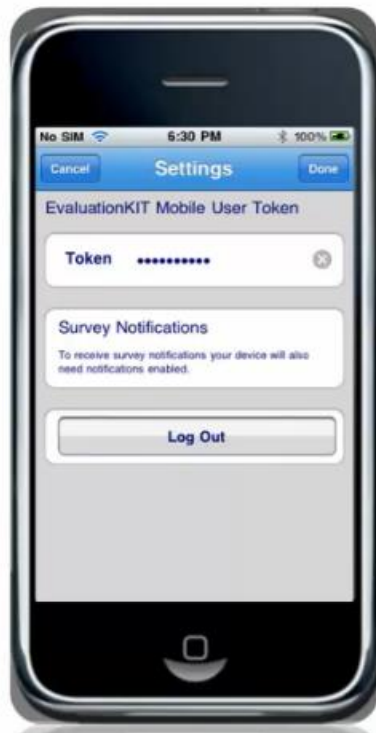 No SIM 6:30 PM 100%
Cancel Settings Done
EvaluationKIT Mobile User Token
Token ••••••••••
Survey Notifications
To receive survey notifications your device will also
need notifications enabled.
Log Out